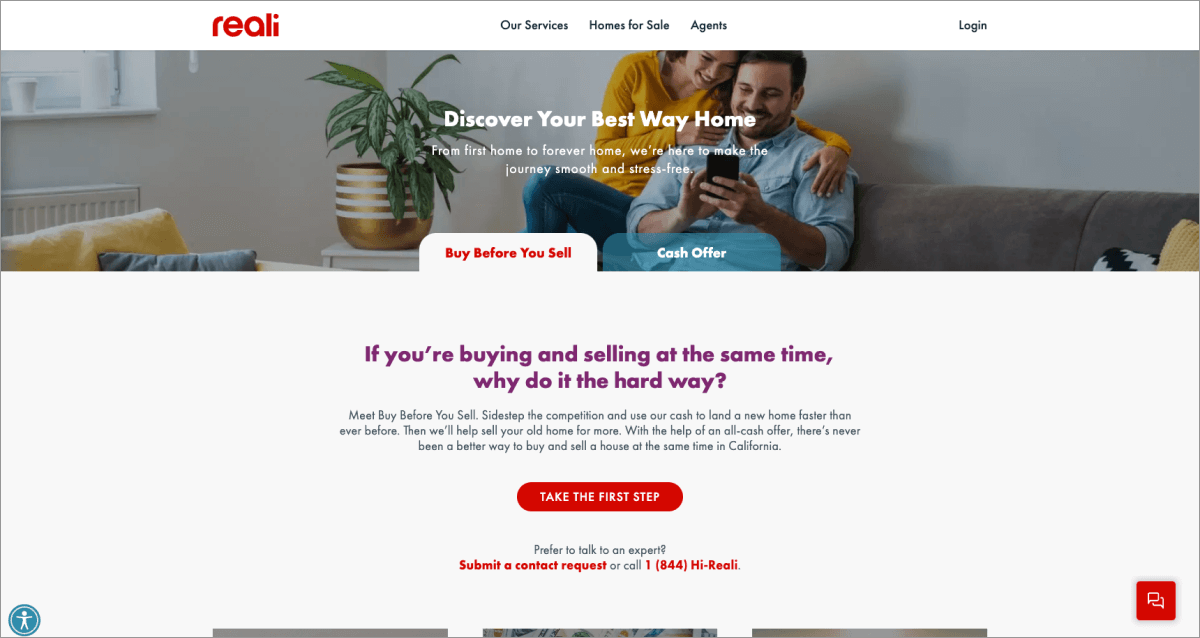 reali
Our Services
Homes for Sale
Agents
Login
Discover Your Best Way Home
From first home to forever home, we're here to make the
journey smooth and stress-free.
Buy Before You Sell
Cash Offer
If you're buying and selling at the same time,
why do it the hard way?
Meet Buy Before You Sell. Sidestep the competition and use our cash to land a new home faster than
ever before. Then we'll help sell your old home for more. With the help of an all-cash offer, there's never
been a better way to buy and sell a house at the same time in California.
TAKE THE FIRST STEP
Prefer to talk to an expert?
Submit a contact request or call 1 (844) Hi-Reali.